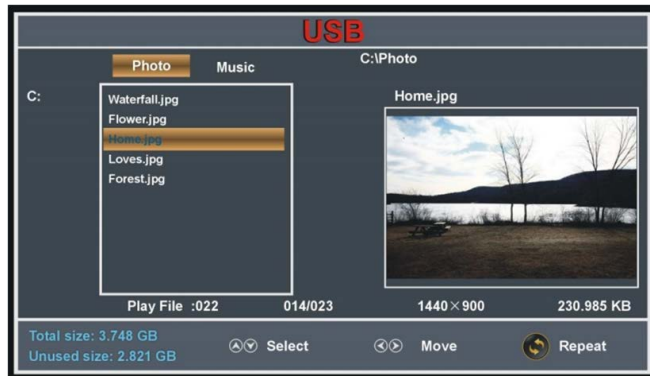 USB
Photo Music C:\Photo
C: Home.jpg
Waterfall.jpg
Flower.jpg
Home.jpg
Loves.jpg
Forest.jpg
Play File :022 014/023 1440×900 230.985 KB
Total size: 3.748 GB
Unused size: 2.821 GB
Select Move Repeat